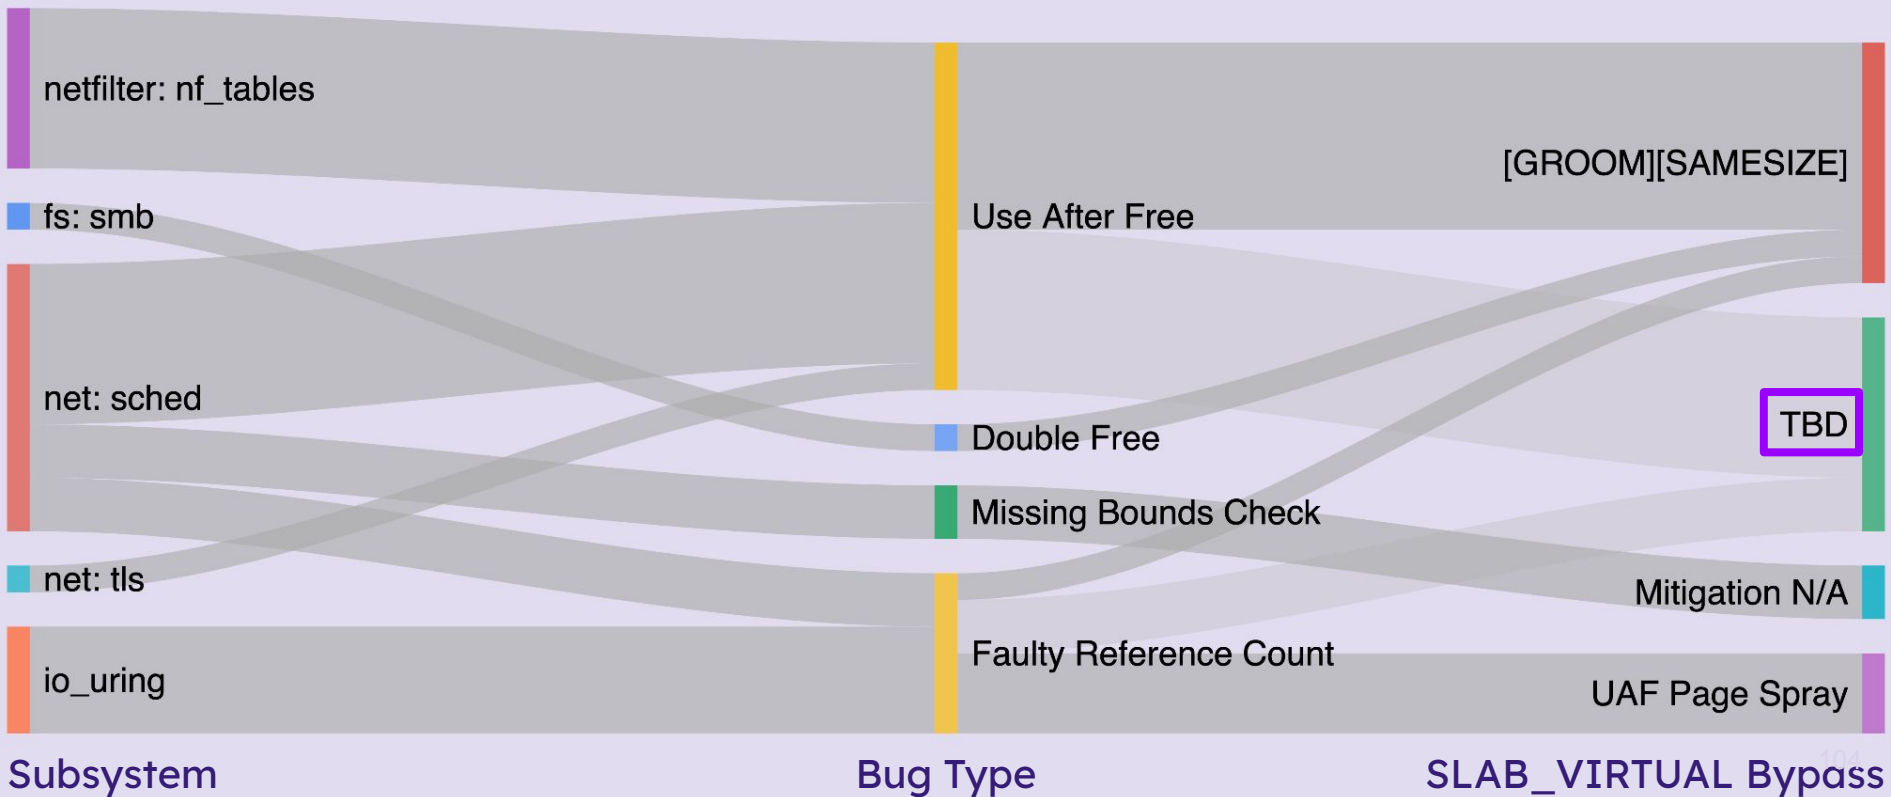 netfilter: nf_tables
fs: smb
net: sched
net: tls
io_uring
Use After Free
Double Free
Missing Bounds Check
Faulty Reference Count
[GROOM][SAMESIZE]
TBD
Mitigation N/A
UAF Page Spray
Subsystem
Bug Type
SLAB_VIRTUAL Bypass
104